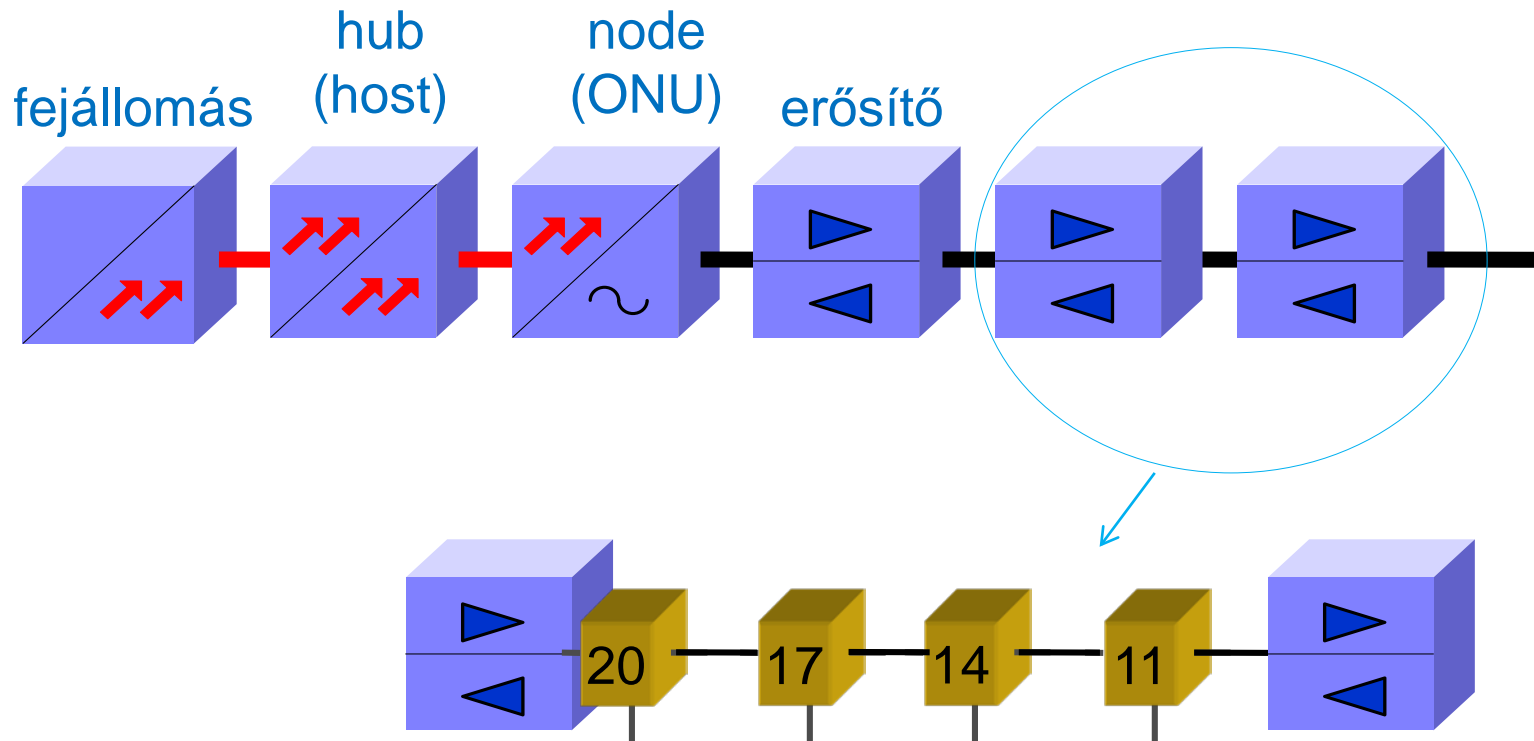 hub
(host)
node
(ONU)
fejállomás
erősítő
20
17
14
11